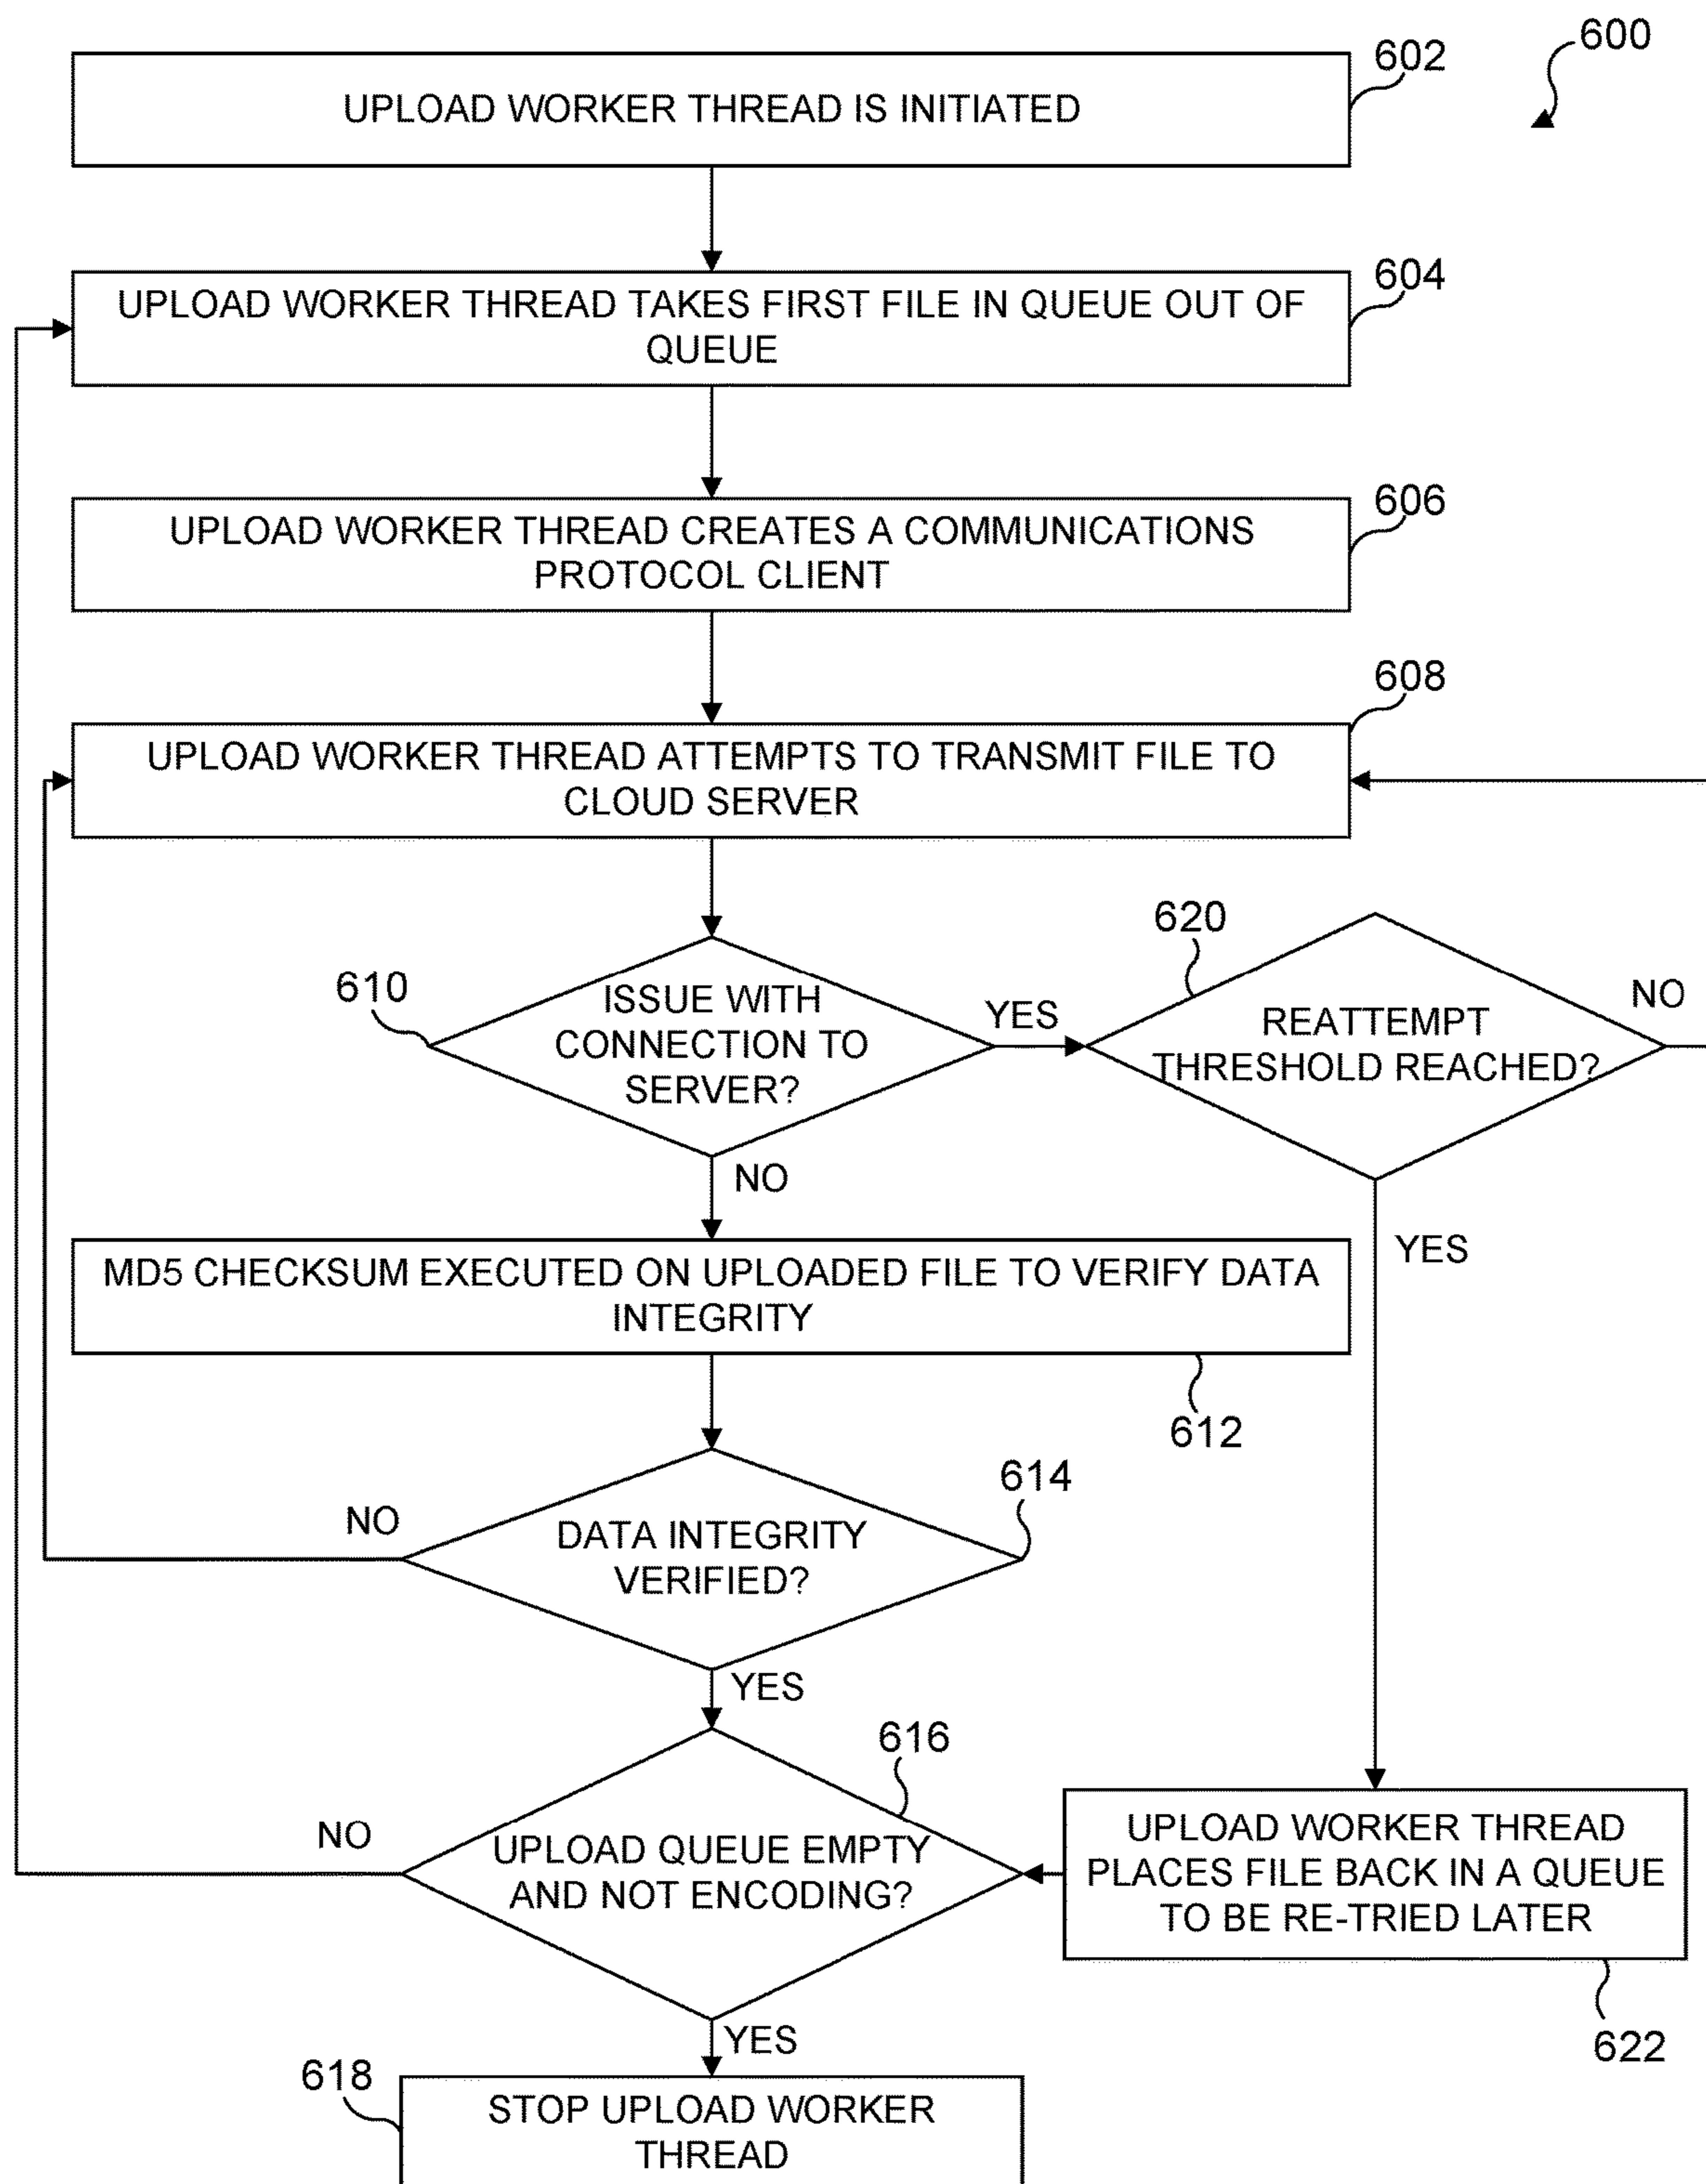 600
602
UPLOAD WORKER THREAD IS INITIATED
604
UPLOAD WORKER THREAD TAKES FIRST FILE IN QUEUE OUT OF
QUEUE
606
UPLOAD WORKER THREAD CREATES A COMMUNICATIONS
PROTOCOL CLIENT
608
UPLOAD WORKER THREAD ATTEMPTS TO TRANSMIT FILE TO
CLOUD SERVER
610
ISSUE WITH
CONNECTION TO
SERVER?
YES
620
REATTEMPT
THRESHOLD REACHED?
NO
NO
YES
MD5 CHECKSUM EXECUTED ON UPLOADED FILE TO VERIFY DATA
INTEGRITY
612
614
NO
DATA INTEGRITY
VERIFIED?
YES
616
NO
UPLOAD QUEUE EMPTY
AND NOT ENCODING?
UPLOAD WORKER THREAD
PLACES FILE BACK IN A QUEUE
TO BE RE-TRIED LATER
622
YES
618
STOP UPLOAD WORKER
THREAD